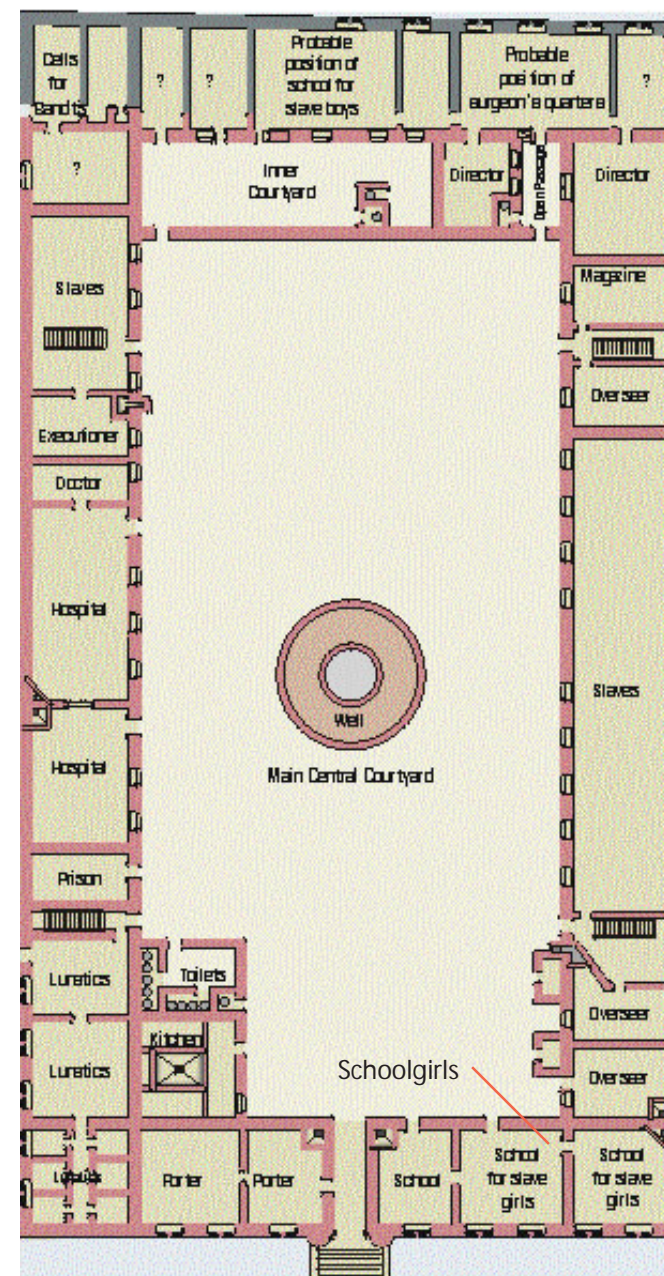 Cells
for
Bandits
?
?
Probable
position of
school for
slave boys
Probable
position of
surgeon's quarters
?
?
Inner
Courtyard
Director
Open Passage
Director
Slaves
Magazine
Executioner
Overseer
Doctor
Hospital
Slaves
Well
Hospital
Main Central Courtyard
Prison
Lunatics
Toilets
Overseer
Kitchen
Lunatics
Schoolgirls
Overseer
Lunatics
Porter
Porter
School
School
for slave
girls
School
for slave
girls